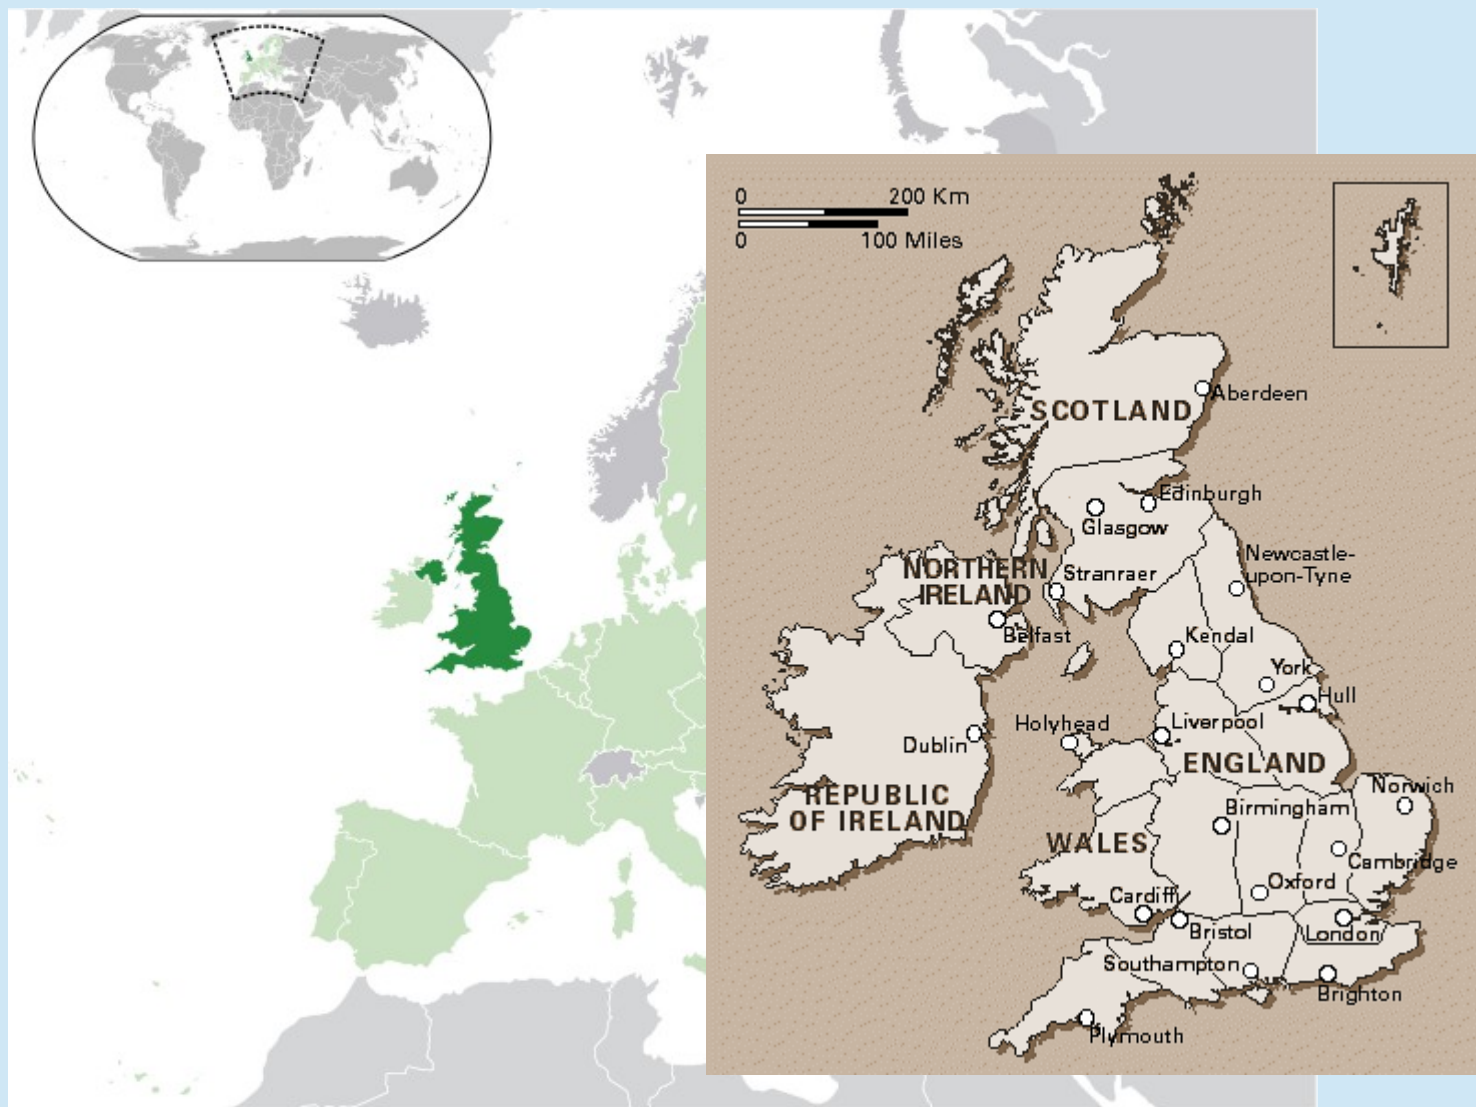 0 200 Km
0 100 Miles
Aberdeen
SCOTLAND
Edinburgh
Glasgow
Newcastle-
upon-Tyne
NORTHERN
IRELAND
Stranraer
Belfast
Kendal
York
Hull
Holyhead
Liverpool
Dublin
ENGLAND
Norwich
REPUBLIC
OF IRELAND
Birmingham
WALES
Cambridge
Oxford
Cardiff
Bristol
London
Southampton
Brighton
Plymouth